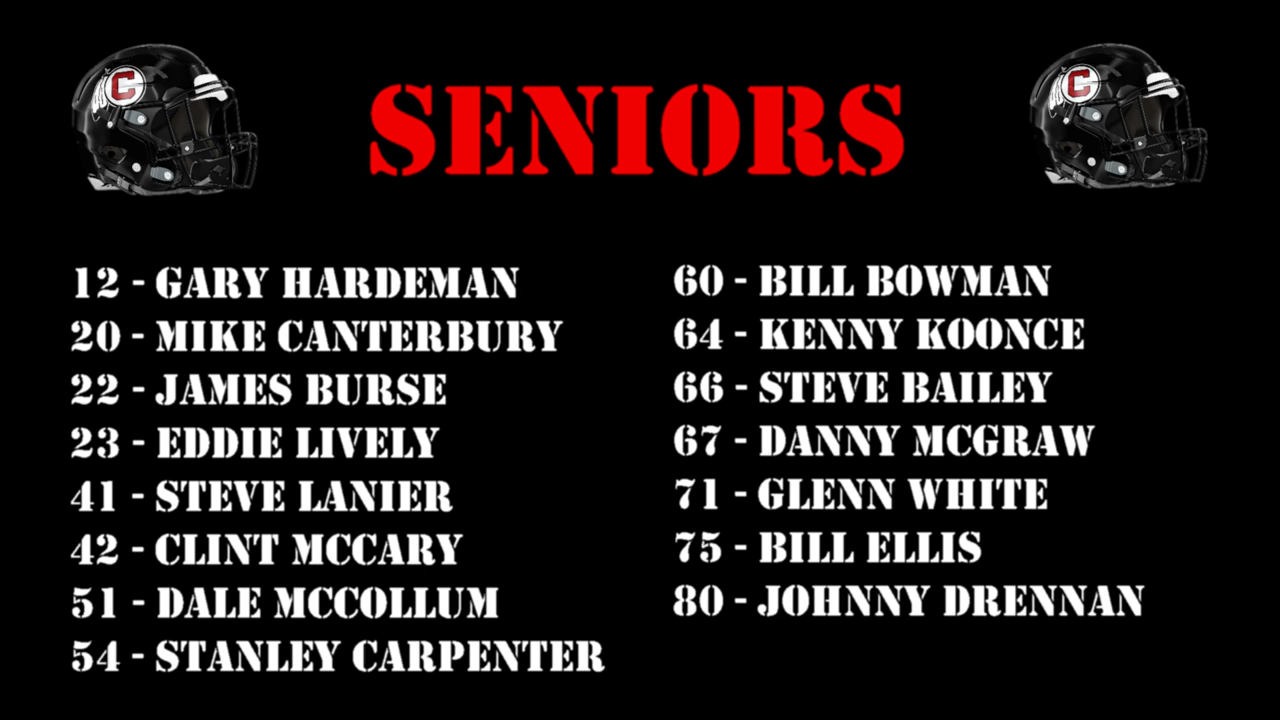 C
C
SENIORS
12 - GARY HARDEMAN
20 - MIKE CANTERBURY
22 - JAMES BURSE
23 - EDDIE LIVELY
41 - STEVE LANIER
42 - CLINT MCCARY
51 - DALE MCCOLLUM
54 - STANLEY CARPENTER
60 - BILL BOWMAN
64 - KENNY KOONCE
66 - STEVE BAILEY
67 - DANNY MCGRAW
71 - GLENN WHITE
75 - BILL ELLIS
80 - JOHNNY DRENNAN